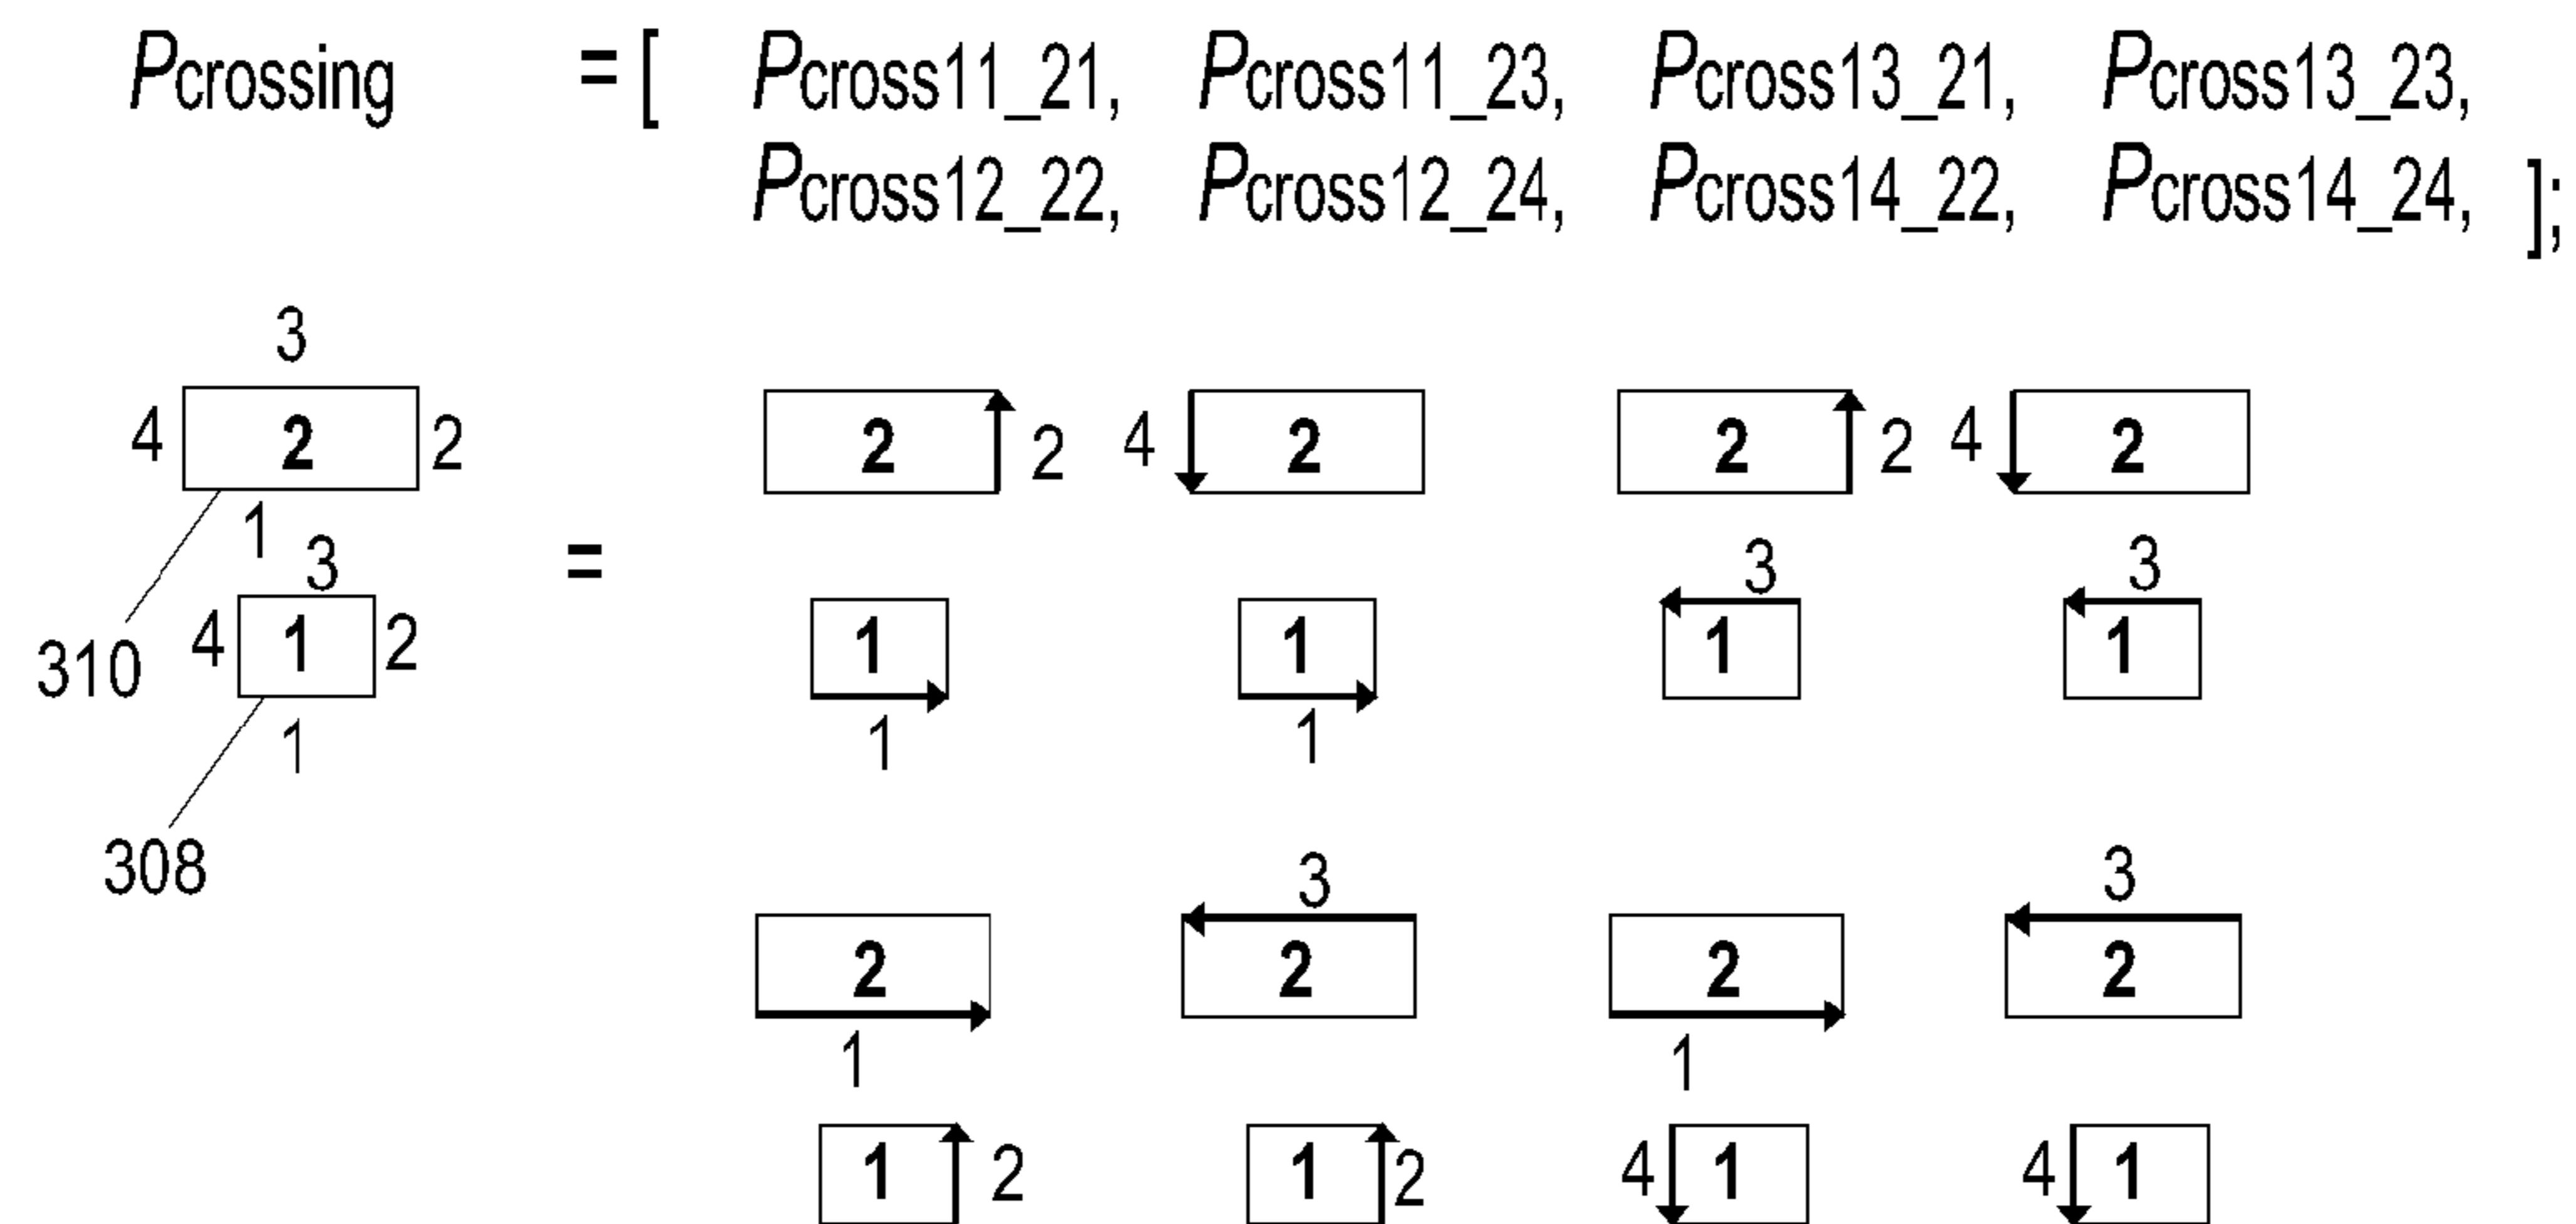 Pcrossing = [ Pcross11_21, Pcross11_23, Pcross13_21, Pcross13_23,
Pcross12_22, Pcross12_24, Pcross14_22, Pcross14_24, ];
3
4 2 2
1
3
4 1 2
1
310
308
=
2 2 4 2 2 2 4 2
1 1 3 1 3 1
1 1
3 3
2 2 2 2
1 1
1 2 1 2 4 1 4 1